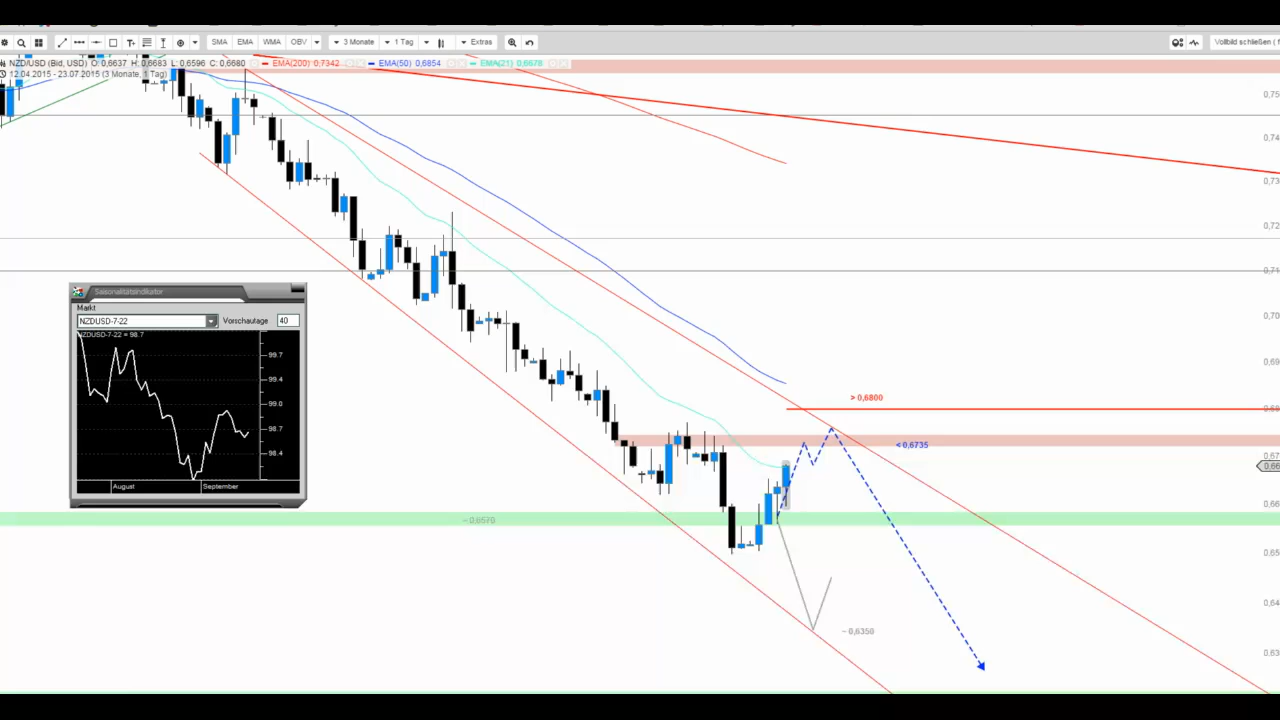 SMA EMA WMA OBV 3 Monate 1 Tag Extras Vollbild schließen ( f
NZD/USD (Bid, USD) O: 0,6637 H: 0,6683 L: 0,6596 C: 0,6680 EMA(200) 0,7342 EMA(50) 0,6854 EMA(21) 0,6678
12.04.2015 - 23.07.2015 (3 Monate, 1 Tag)
0,75
0,74
0,73
0,72
0,71
0,70
0,69
> 0,6800
< 0,6735
0,67
0,66
0,66
~ 0,6570
0,65
0,64
~ 0,6350
0,63
Saisonalitätsindikator
Markt
NZDUSD-7-22 Vorschautage 40
NZDUSD-7-22 = 98.7
99.7
99.4
99.0
98.7
98.4
August September